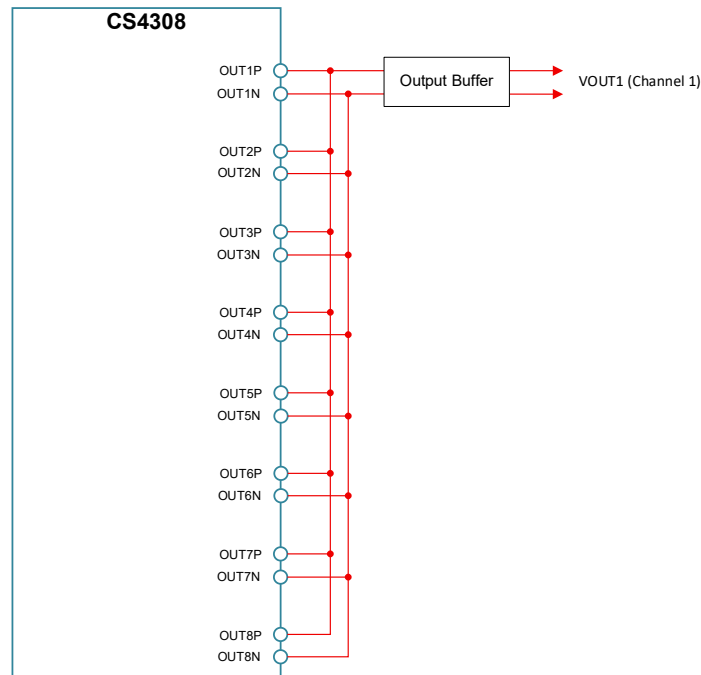 CS4308
OUT1P
OUT1N
Output Buffer
VOUT1 (Channel 1)
OUT2P
OUT2N
OUT3P
OUT3N
OUT4P
OUT4N
OUT5P
OUT5N
OUT6P
OUT6N
OUT7P
OUT7N
OUT8P
OUT8N